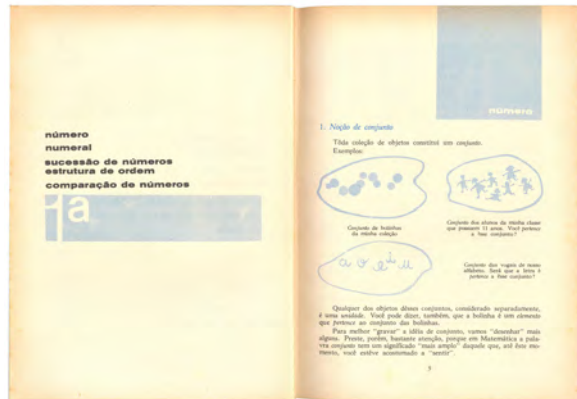 número
numeral
sucessão de números
estrutura de ordem
comparação de números
1a
número
1. Noção de conjunto
Tôda coleção de objetos constitui um conjunto.
Exemplos:
Conjunto de bolinhas
da minha coleção
Conjunto dos alunos da minha classe
que possuem 11 anos. Você pertence
a êsse conjunto?
a o e i u
Conjunto das vogais de nosso
alfabeto. Será que a letra i
pertence a êsse conjunto?
Qualquer dos objetos dêsses conjuntos, considerado separadamente,
é uma unidade. Você pode dizer, também, que a bolinha é um elemento
que pertence ao conjunto das bolinhas.
Para melhor "gravar" a idéia de conjunto, vamos "desenhar" mais
alguns. Preste, porém, bastante atenção, porque em Matemática a pala-
vra conjunto tem um significado "mais amplo" daquele que, até êste mo-
mento, você estêve acostumado a "sentir".